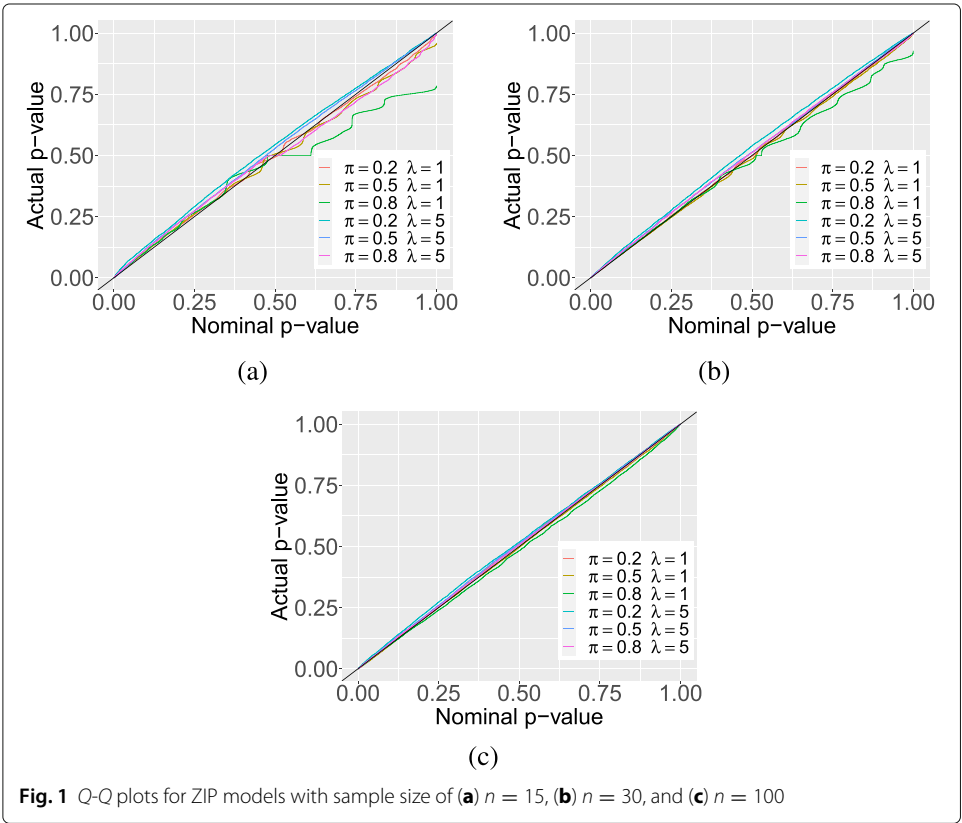 1.00
0.75
0.50
0.25
0.00
Actual p−value
π = 0.2 λ = 1
π = 0.5 λ = 1
π = 0.8 λ = 1
π = 0.2 λ = 5
π = 0.5 λ = 5
π = 0.8 λ = 5
0.00 0.25 0.50 0.75 1.00
Nominal p−value
(a)
1.00
0.75
0.50
0.25
0.00
Actual p−value
π = 0.2 λ = 1
π = 0.5 λ = 1
π = 0.8 λ = 1
π = 0.2 λ = 5
π = 0.5 λ = 5
π = 0.8 λ = 5
0.00 0.25 0.50 0.75 1.00
Nominal p−value
(b)
1.00
0.75
0.50
0.25
0.00
Actual p−value
π = 0.2 λ = 1
π = 0.5 λ = 1
π = 0.8 λ = 1
π = 0.2 λ = 5
π = 0.5 λ = 5
π = 0.8 λ = 5
0.00 0.25 0.50 0.75 1.00
Nominal p−value
(c)
Fig. 1 Q-Q plots for ZIP models with sample size of (a) n = 15, (b) n = 30, and (c) n = 100